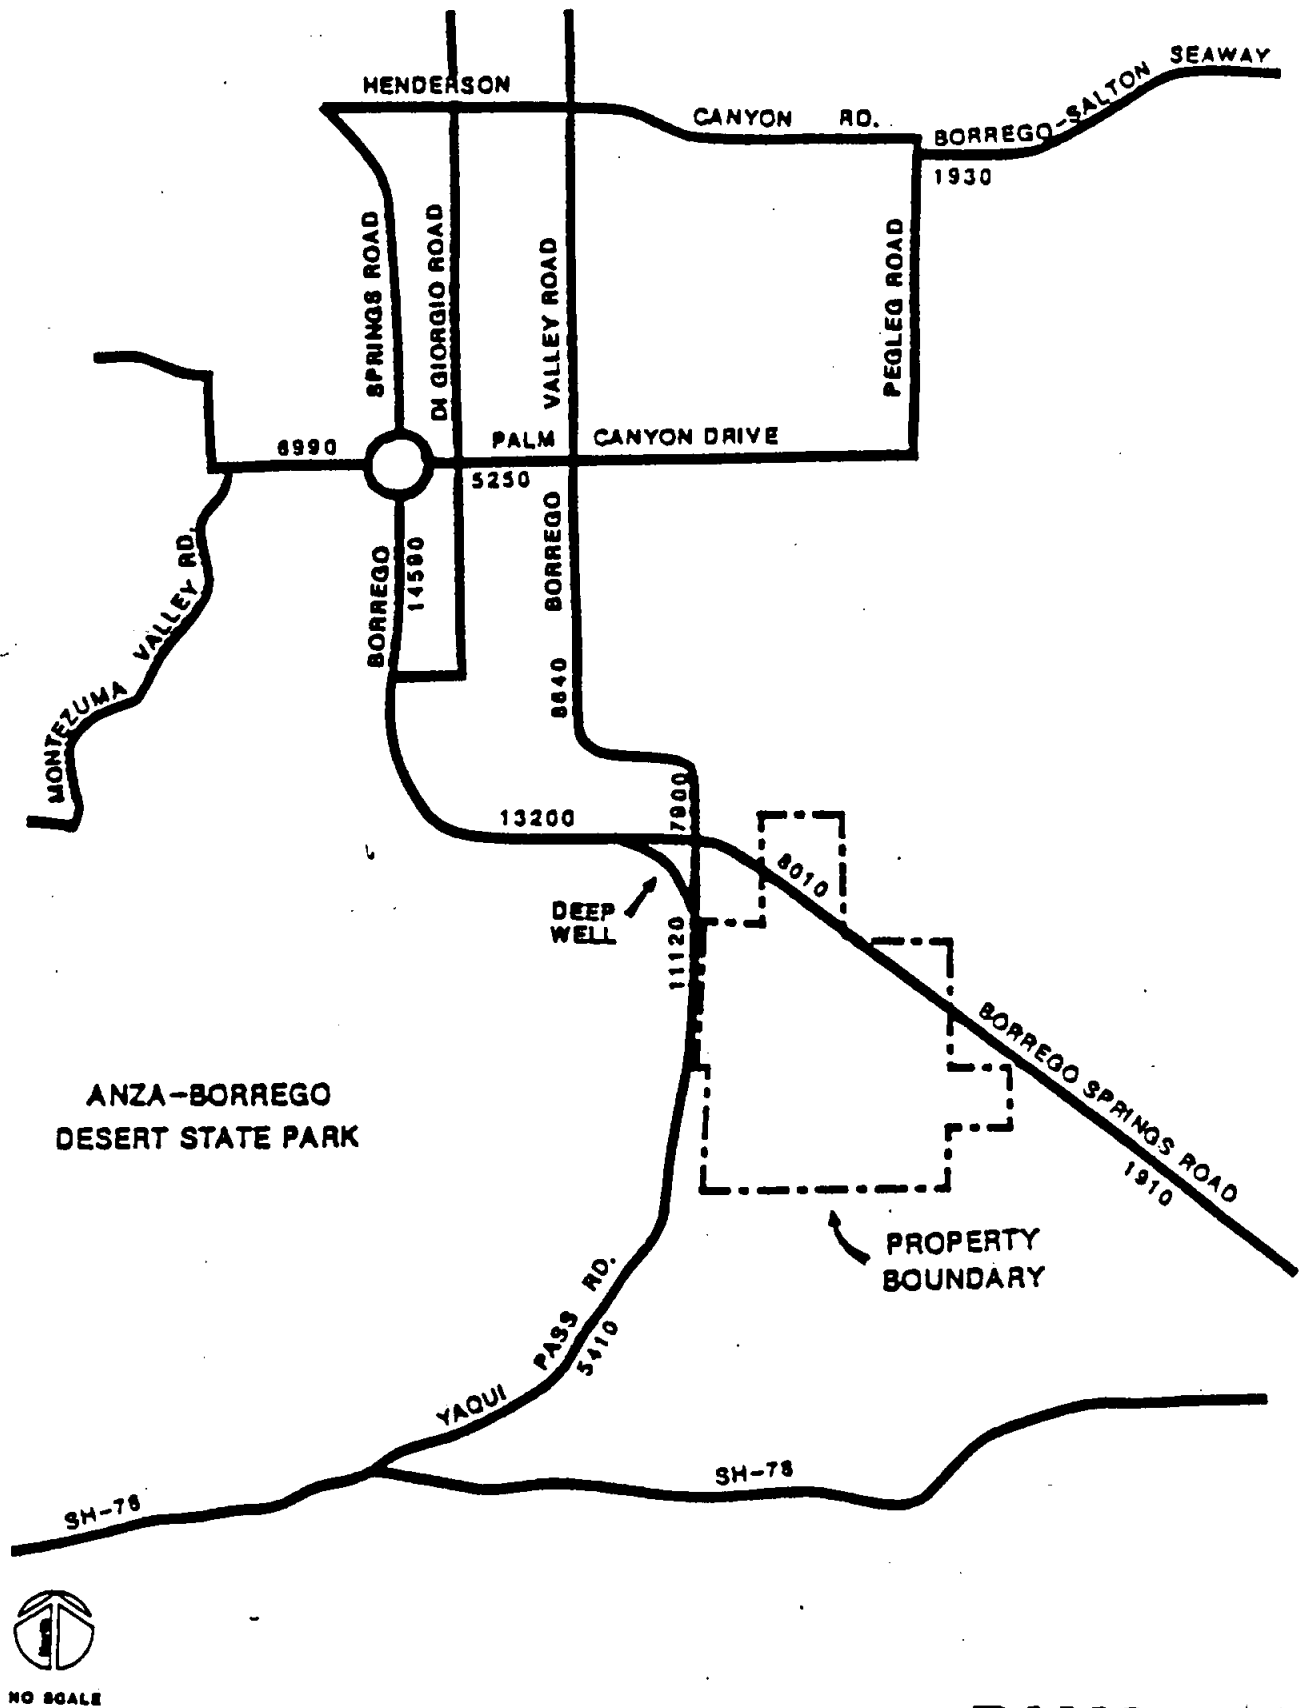 SEAWAY
HENDERSON
CANYON RD.
BORREGO-SALTON
1930
SPRINGS ROAD
DI GIORGIO ROAD
VALLEY ROAD
PEGLEG ROAD
6990
PALM CANYON DRIVE
5250
BORREGO
14590
BORREGO
MONTEZUMA VALLEY RD.
8640
7900
13200
8010
DEEP
WELL
11120
BORREGO SPRINGS ROAD
1910
ANZA-BORREGO
DESERT STATE PARK
PROPERTY
BOUNDARY
YAQUI PASS RD.
5410
SH-78
SH-78
North
NO SCALE